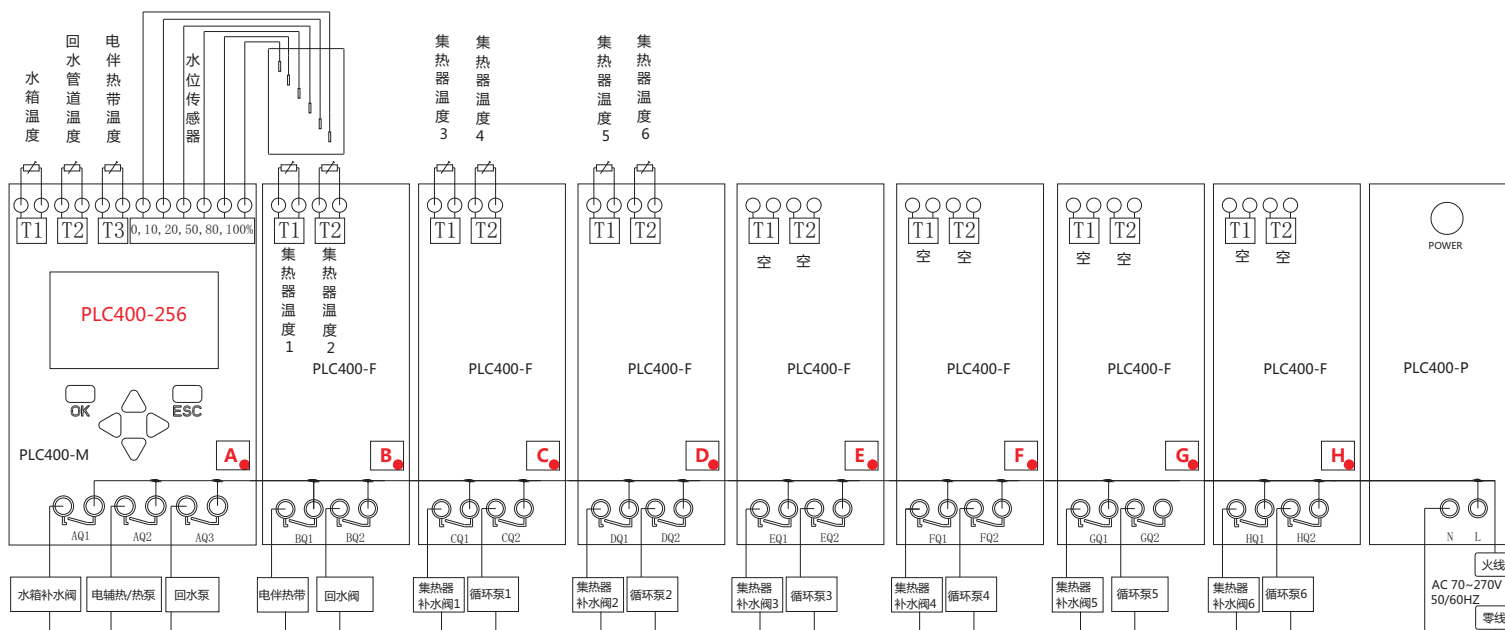 水箱温度
回水管道温度
电伴热带温度
水位传感器
集热器温度3
集热器温度4
集热器温度5
集热器温度6
T1
T2
T3
0,10,20,50,80,100%
T1
T2
T1
T2
T1
T2
T1
T2
T1
T2
T1
T2
T1
T2
POWER
集热器温度1
集热器温度2
空
空
空
空
空
空
空
空
PLC400-256
OK
ESC
PLC400-M
PLC400-F
PLC400-F
PLC400-F
PLC400-F
PLC400-F
PLC400-F
PLC400-F
PLC400-P
A
B
C
D
E
F
G
H
AQ1
AQ2
AQ3
BQ1
BQ2
CQ1
CQ2
DQ1
DQ2
EQ1
EQ2
FQ1
FQ2
GQ1
GQ2
HQ1
HQ2
N
L
水箱补水阀
电辅热/热泵
回水泵
电伴热带
回水阀
集热器
补水阀1
循环泵1
集热器
补水阀2
循环泵2
集热器
补水阀3
循环泵3
集热器
补水阀4
循环泵4
集热器
补水阀5
循环泵5
集热器
补水阀6
循环泵6
火线
AC 70~270V
50/60HZ
零线